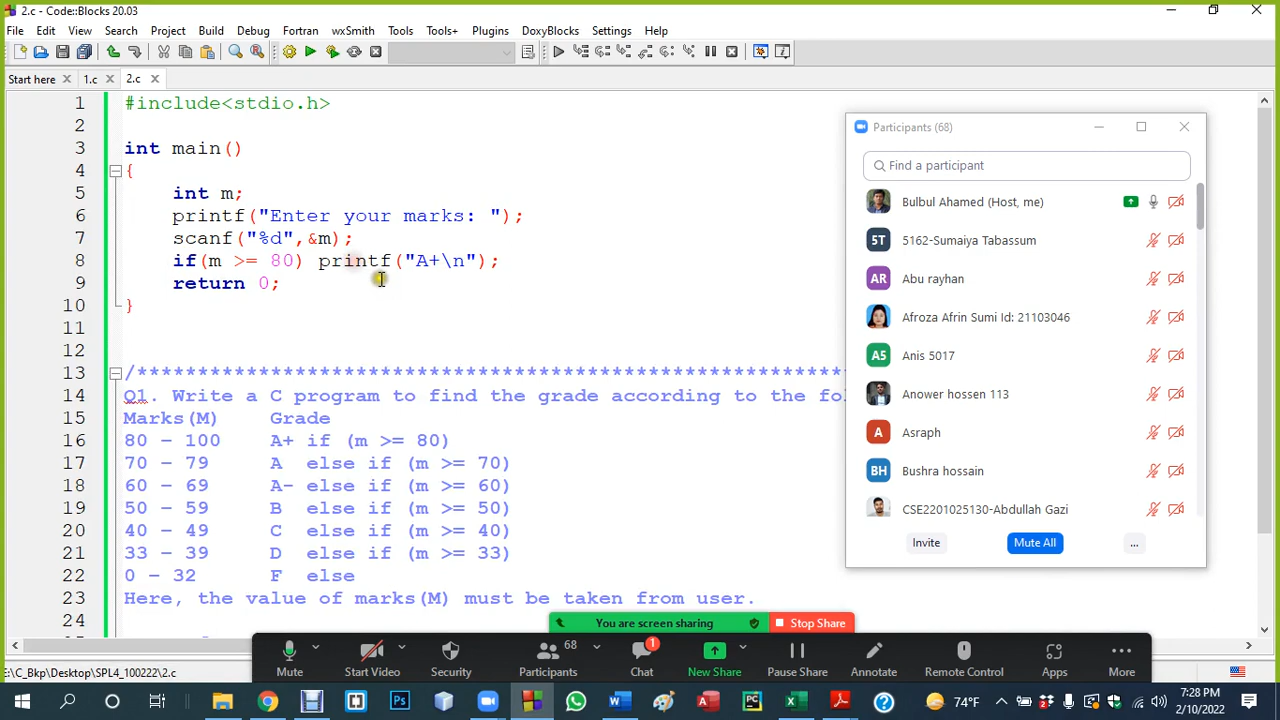 2.c - Code::Blocks 20.03
File Edit View Search Project Build Debug Fortran wxSmith Tools Tools+ Plugins DoxyBlocks Settings Help
Start here 1.c 2.c
1 #include<stdio.h>
2
3 int main()
4 {
5 int m;
6 printf("Enter your marks: ");
7 scanf("%d",&m);
8 if(m >= 80) printf("A+\n");
9 return 0;
10 }
11
12
13 /***********************************************************
14 Q1. Write a C program to find the grade according to the fol
15 Marks(M) Grade
16 80 - 100 A+ if (m >= 80)
17 70 - 79 A else if (m >= 70)
18 60 - 69 A- else if (m >= 60)
19 50 - 59 B else if (m >= 50)
20 40 - 49 C else if (m >= 40)
21 33 - 39 D else if (m >= 33)
22 0 - 32 F else
23 Here, the value of marks(M) must be taken from user.
Participants (68)
Find a participant
Bulbul Ahamed (Host, me)
5T 5162-Sumaiya Tabassum
AR Abu rayhan
Afroza Afrin Sumi Id: 21103046
A5 Anis 5017
Anower hossen 113
A Asraph
BH Bushra hossain
CSE2201025130-Abdullah Gazi
Invite Mute All ...
You are screen sharing Stop Share
68 1
Mute Start Video Security Participants Chat New Share Pause Share Annotate Remote Control Apps More
E:\C_Bkp\Desktop\SPL4_100222\2.c
74°F 7:28 PM
2/10/2022